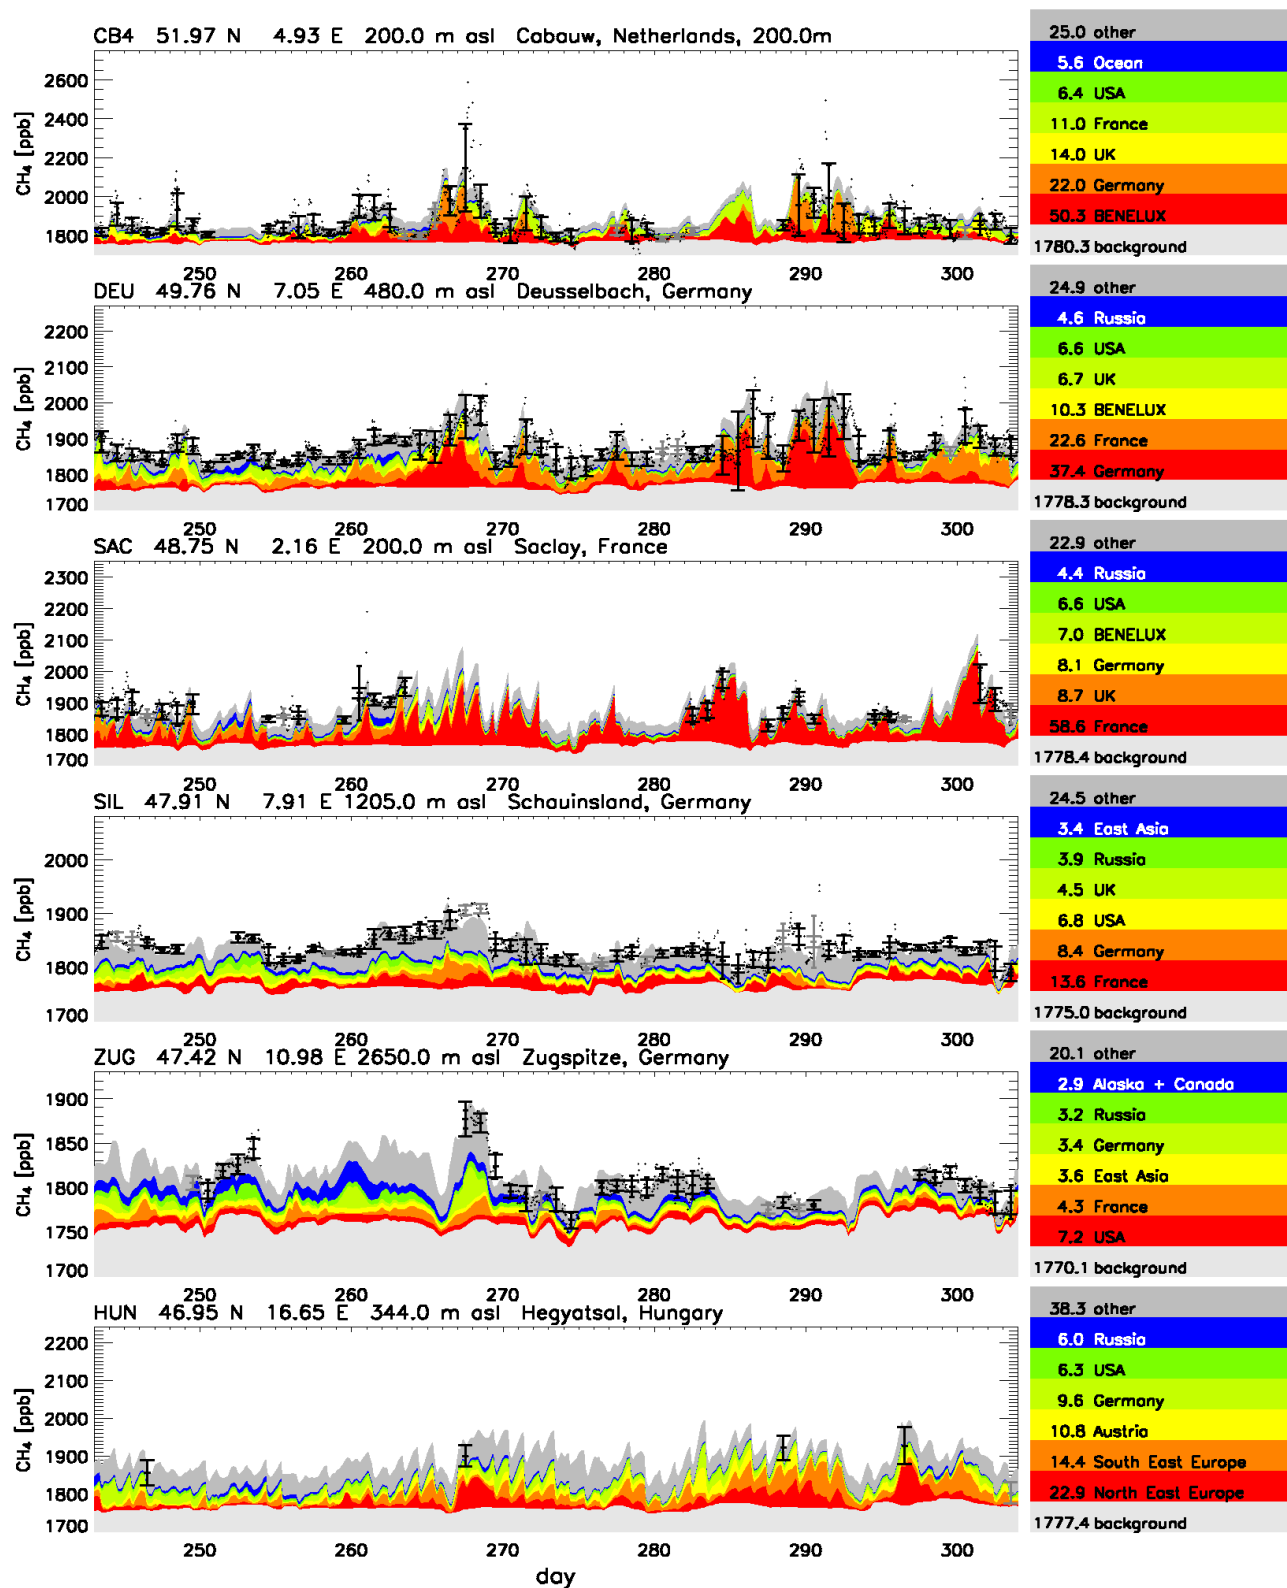 CB4 51.97 N 4.93 E 200.0 m asl Cabauw, Netherlands, 200.0m
CH₄ [ppb]
2600
2400
2200
2000
1800
250 260 270 280 290 300
25.0 other
5.6 Ocean
6.4 USA
11.0 France
14.0 UK
22.0 Germany
50.3 BENELUX
1780.3 background
DEU 49.76 N 7.05 E 480.0 m asl Deusselbach, Germany
CH₄ [ppb]
2200
2100
2000
1900
1800
1700
250 260 270 280 290 300
24.9 other
4.6 Russia
6.6 USA
6.7 UK
10.3 BENELUX
22.6 France
37.4 Germany
1778.3 background
SAC 48.75 N 2.16 E 200.0 m asl Saclay, France
CH₄ [ppb]
2300
2200
2100
2000
1900
1800
1700
250 260 270 280 290 300
22.9 other
4.4 Russia
6.6 USA
7.0 BENELUX
8.1 Germany
8.7 UK
58.6 France
1778.4 background
SIL 47.91 N 7.91 E 1205.0 m asl Schauinsland, Germany
CH₄ [ppb]
2000
1900
1800
1700
250 260 270 280 290 300
24.5 other
3.4 East Asia
3.9 Russia
4.5 UK
6.8 USA
8.4 Germany
13.6 France
1775.0 background
ZUG 47.42 N 10.98 E 2650.0 m asl Zugspitze, Germany
CH₄ [ppb]
1900
1850
1800
1750
1700
250 260 270 280 290 300
20.1 other
2.9 Alaska + Canada
3.2 Russia
3.4 Germany
3.6 East Asia
4.3 France
7.2 USA
1770.1 background
HUN 46.95 N 16.65 E 344.0 m asl Hegyatsal, Hungary
CH₄ [ppb]
2200
2100
2000
1900
1800
1700
250 260 270 280 290 300
day
38.3 other
6.0 Russia
6.3 USA
9.6 Germany
10.8 Austria
14.4 South East Europe
22.9 North East Europe
1777.4 background